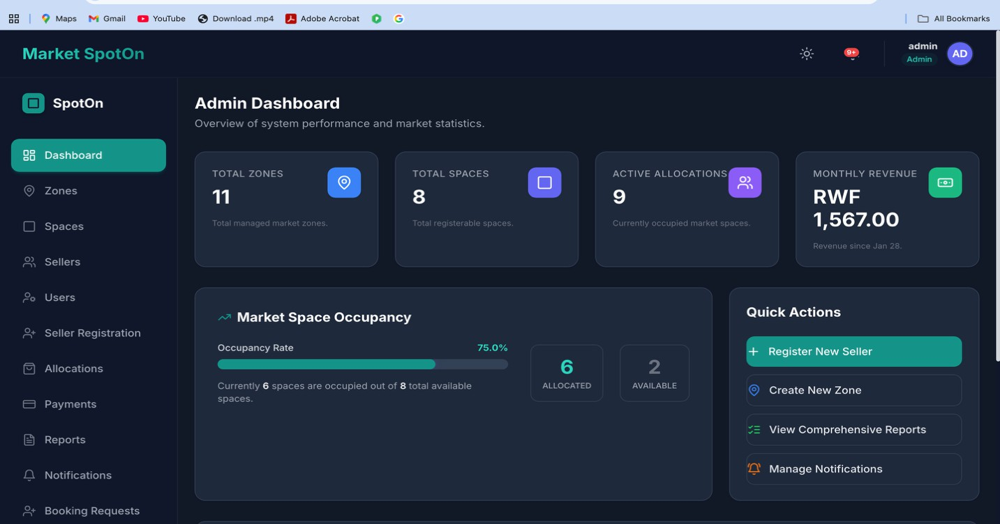 Maps
Gmail
YouTube
Download .mp4
Adobe Acrobat
All Bookmarks
Market SpotOn
9+
admin
Admin
AD
SpotOn
Dashboard
Zones
Spaces
Sellers
Users
Seller Registration
Allocations
Payments
Reports
Notifications
Booking Requests
Admin Dashboard
Overview of system performance and market statistics.
TOTAL ZONES
11
Total managed market zones.
TOTAL SPACES
8
Total registerable spaces.
ACTIVE ALLOCATIONS
9
Currently occupied market spaces.
MONTHLY REVENUE
RWF
1,567.00
Revenue since Jan 28.
Market Space Occupancy
Occupancy Rate
75.0%
Currently 6 spaces are occupied out of 8 total available
spaces.
6
ALLOCATED
2
AVAILABLE
Quick Actions
Register New Seller
Create New Zone
View Comprehensive Reports
Manage Notifications